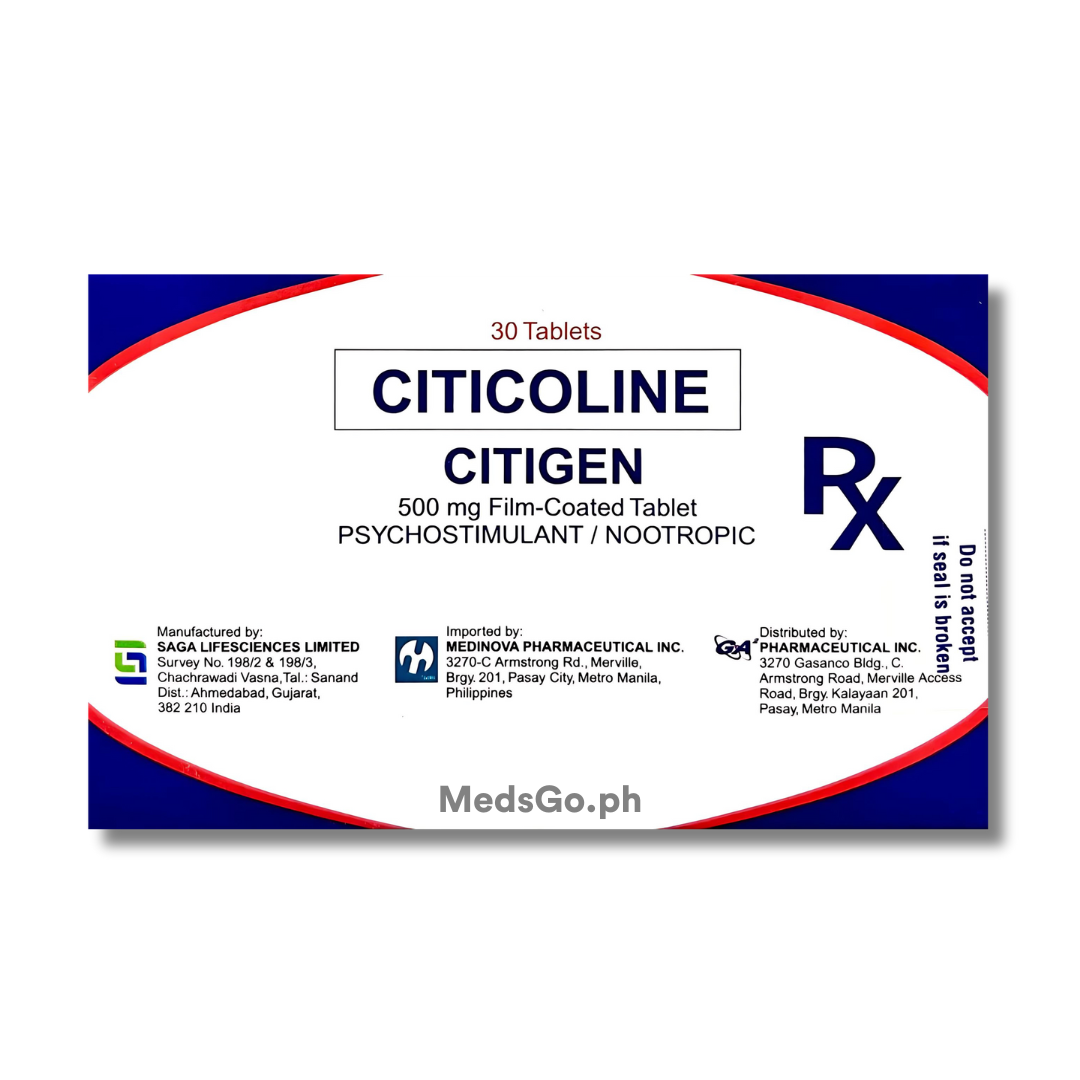 30 Tablets
CITICOLINE
CITIGEN
500 mg Film-Coated Tablet
PSYCHOSTIMULANT / NOOTROPIC
Rx
Do not accept
if seal is broken
Manufactured by:
SAGA LIFESCIENCES LIMITED
Survey No. 198/2 & 198/3,
Chachrawadi Vasna, Tal.: Sanand
Dist.: Ahmedabad, Gujarat,
382 210 India
Imported by:
MEDINOVA PHARMACEUTICAL INC.
3270-C Armstrong Rd., Merville,
Brgy. 201, Pasay City, Metro Manila,
Philippines
GA
Distributed by:
PHARMACEUTICAL INC.
3270 Gasanco Bldg., C.
Armstrong Road, Merville Access
Road, Brgy. Kalayaan 201,
Pasay, Metro Manila
MedsGo.ph